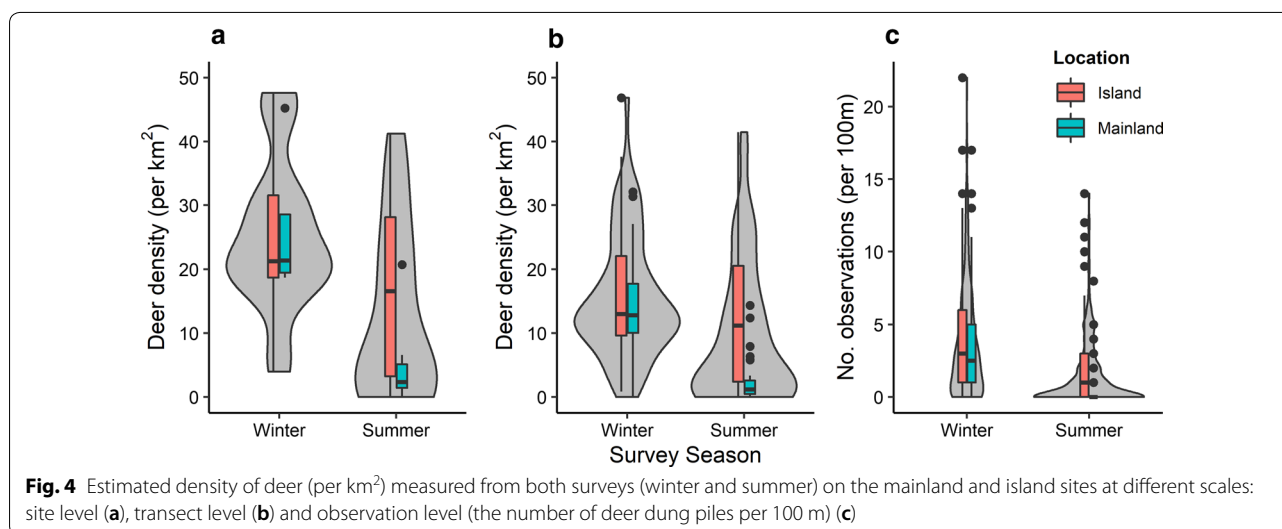 a
50
40
30
20
10
0
Deer density (per km²)
Winter
Summer
b
50
40
30
20
10
0
Deer density (per km²)
Winter
Summer
Survey Season
c
20
15
10
5
0
No. observations (per 100m)
Winter
Summer
Location
Island
Mainland
Fig. 4 Estimated density of deer (per km²) measured from both surveys (winter and summer) on the mainland and island sites at different scales:
site level (a), transect level (b) and observation level (the number of deer dung piles per 100 m) (c)